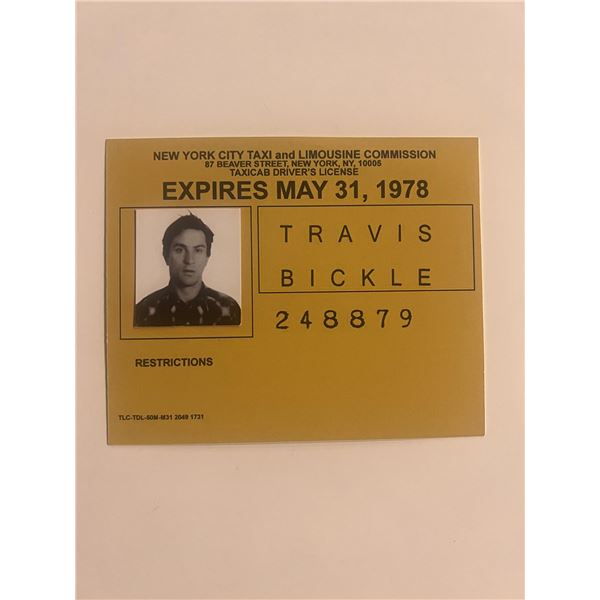 NEW YORK CITY TAXI and LIMOUSINE COMMISSION
87 BEAVER STREET, NEW YORK, NY, 10005
TAXICAB DRIVER'S LICENSE
EXPIRES MAY 31, 1978
TRAVIS
BICKLE
248879
RESTRICTIONS
TLC-TDL-50M-M31 2049 1731